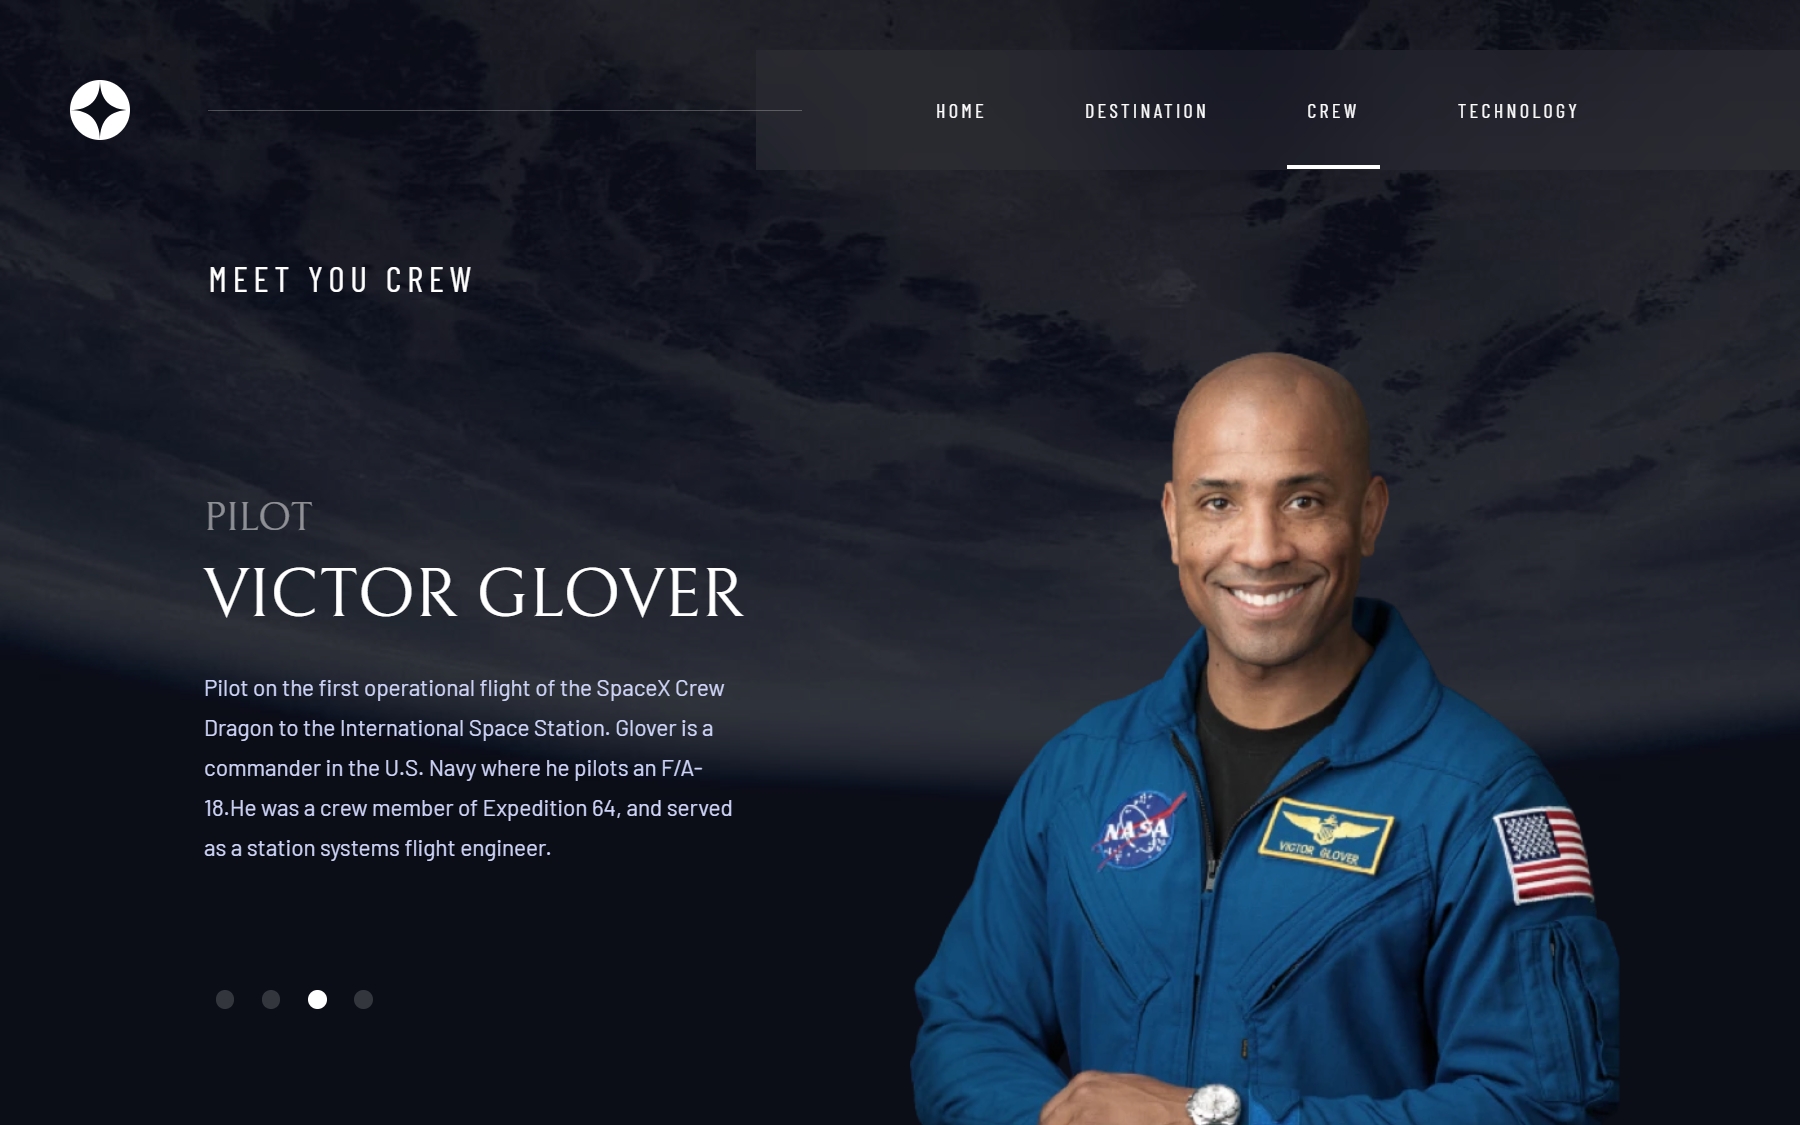 HOME DESTINATION CREW TECHNOLOGY
MEET YOU CREW
PILOT
VICTOR GLOVER
Pilot on the first operational flight of the SpaceX Crew
Dragon to the International Space Station. Glover is a
commander in the U.S. Navy where he pilots an F/A-
18.He was a crew member of Expedition 64, and served
as a station systems flight engineer.
NASA
VICTOR GLOVER